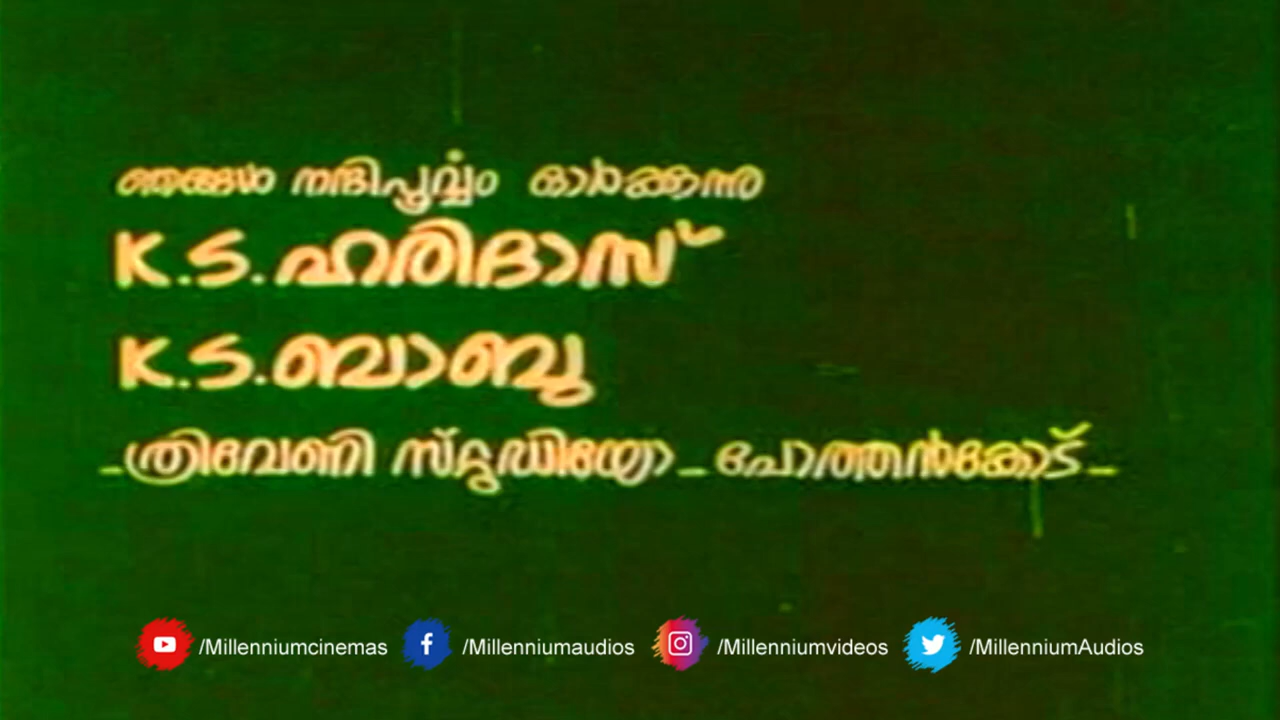 ഞങ്ങൾ നന്ദിപൂർവ്വം ഓർക്കുന്നു
K.S.ഹരിദാസ്
K.S.ബാബു
-ത്രിവേണി സ്റ്റുഡിയോ-പോത്തൻകോട്-
/Millenniumcinemas /Millenniumaudios /Millenniumvideos /MillenniumAudios